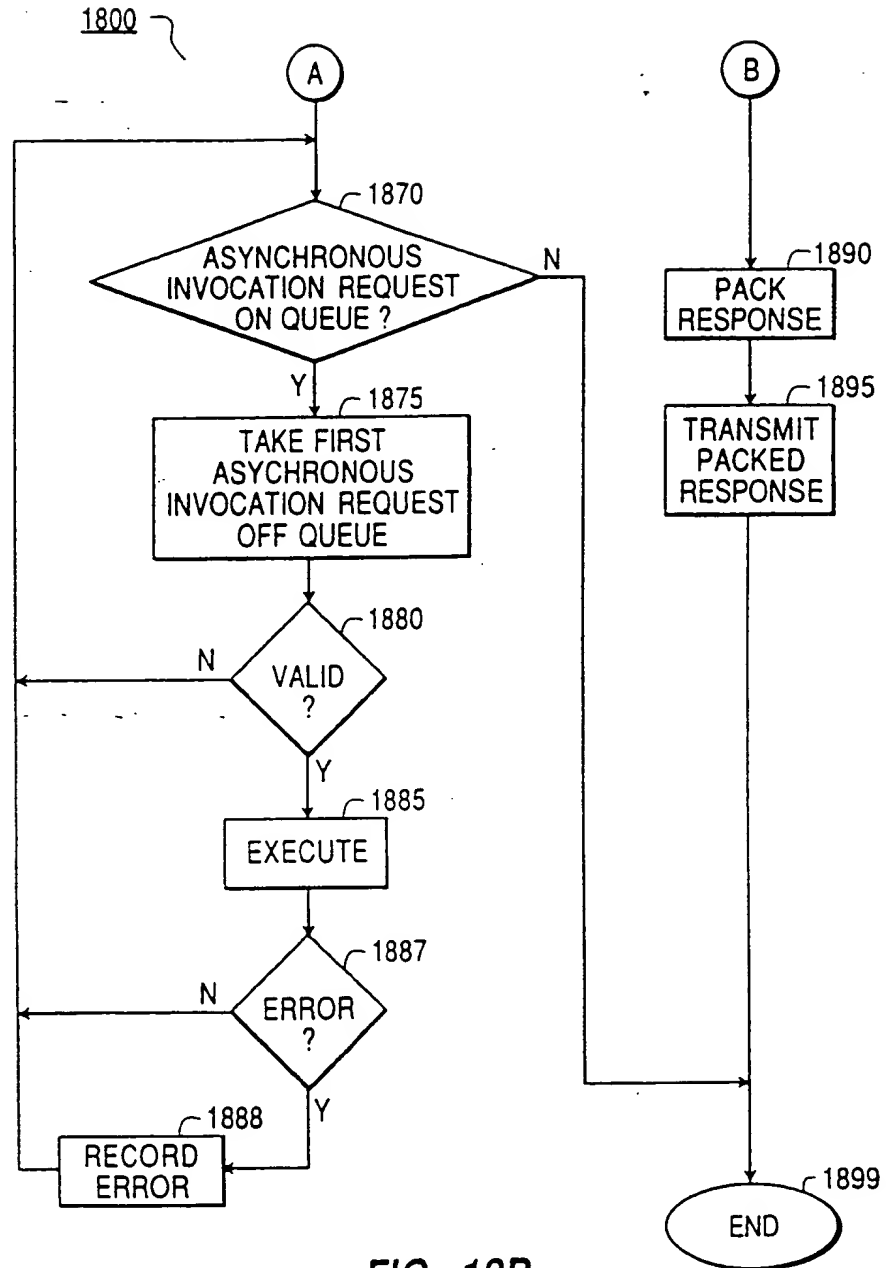 1800
A
B
1870
ASYNCHRONOUS
INVOCATION REQUEST
ON QUEUE ?
N
Y
1875
TAKE FIRST
ASYCHRONOUS
INVOCATION REQUEST
OFF QUEUE
1880
VALID
?
N
Y
1885
EXECUTE
1887
ERROR
?
N
Y
1888
RECORD
ERROR
1890
PACK
RESPONSE
1895
TRANSMIT
PACKED
RESPONSE
1899
END